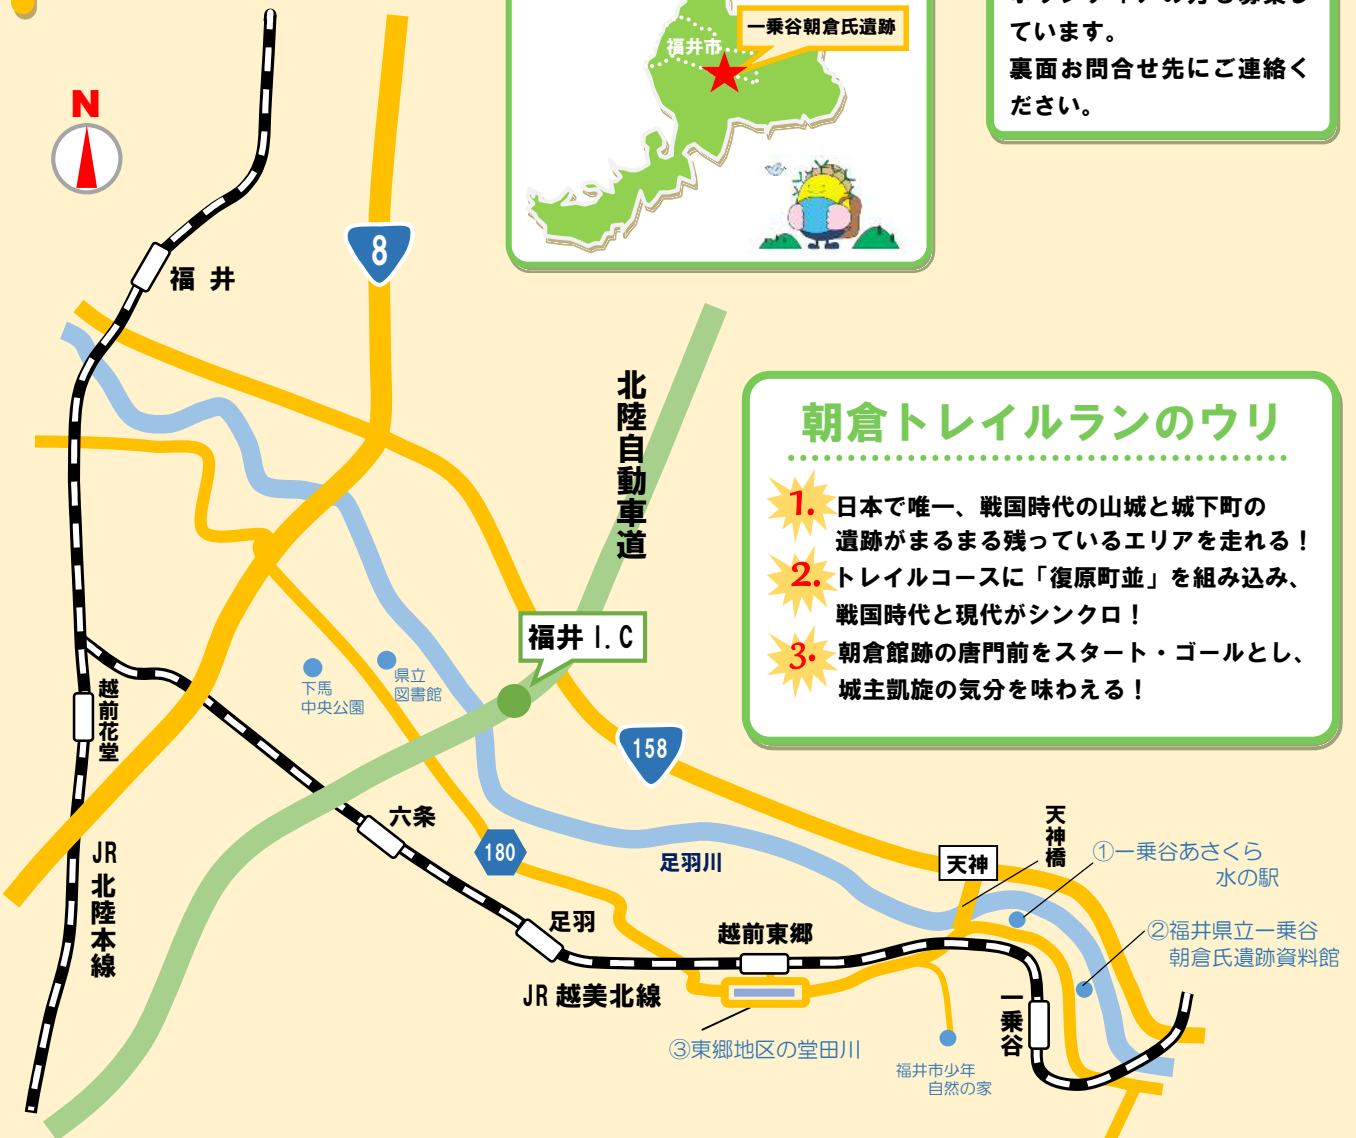 一乗谷朝倉氏遺跡
福井市
ています。
裏面お問合せ先にご連絡く
ださい。
N
8
福井
北陸自動車道
朝倉トレイルランのウリ
1. 日本で唯一、戦国時代の山城と城下町の
遺跡がまるまる残っているエリアを走れる！
2. トレイルコースに「復原町並」を組み込み、
戦国時代と現代がシンクロ！
3. 朝倉館跡の唐門前をスタート・ゴールとし、
城主凱旋の気分を味わえる！
福井 I.C
下馬
中央公園
県立
図書館
越前花堂
158
六条
180
足羽川
天神
天神橋
①一乗谷あさくら
水の駅
JR北陸本線
足羽
越前東郷
②福井県立一乗谷
朝倉氏遺跡資料館
JR 越美北線
一乗谷
③東郷地区の堂田川
福井市少年
自然の家